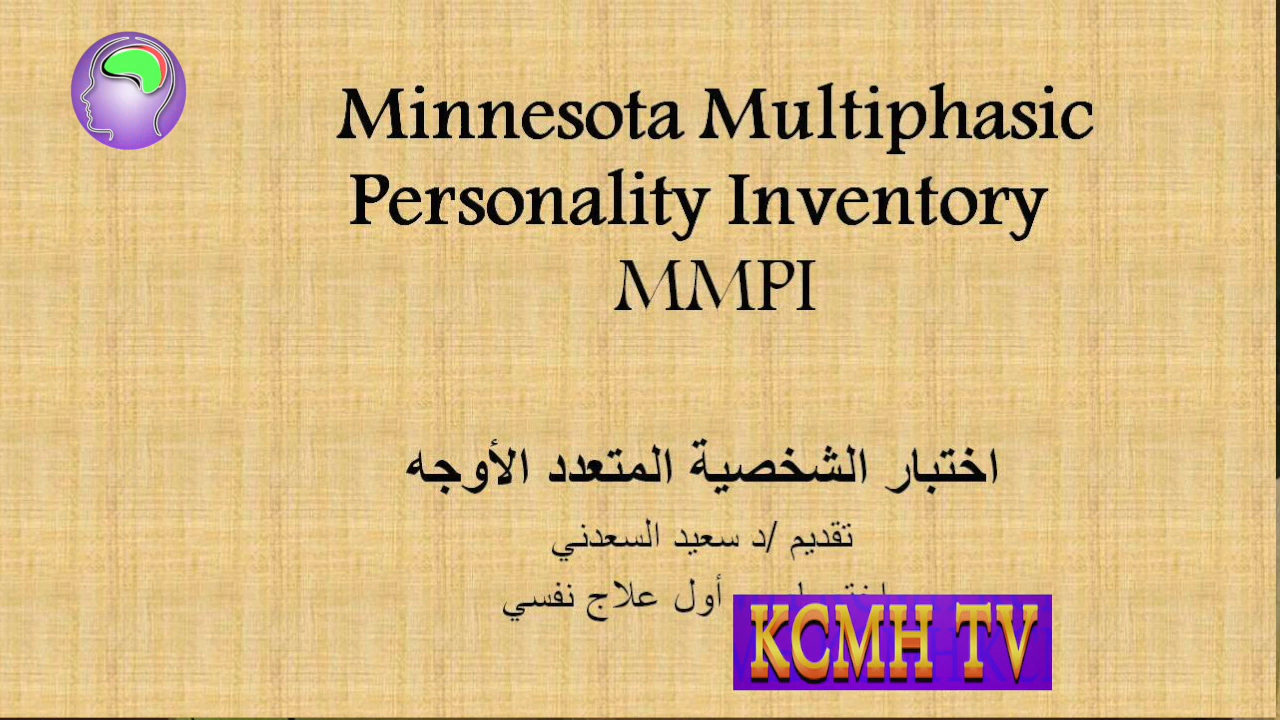 Minnesota Multiphasic
Personality Inventory
MMPI
اختبار الشخصية المتعدد الأوجه
تقديم /د سعيد السعدني
أول علاج نفسي
KCMH TV